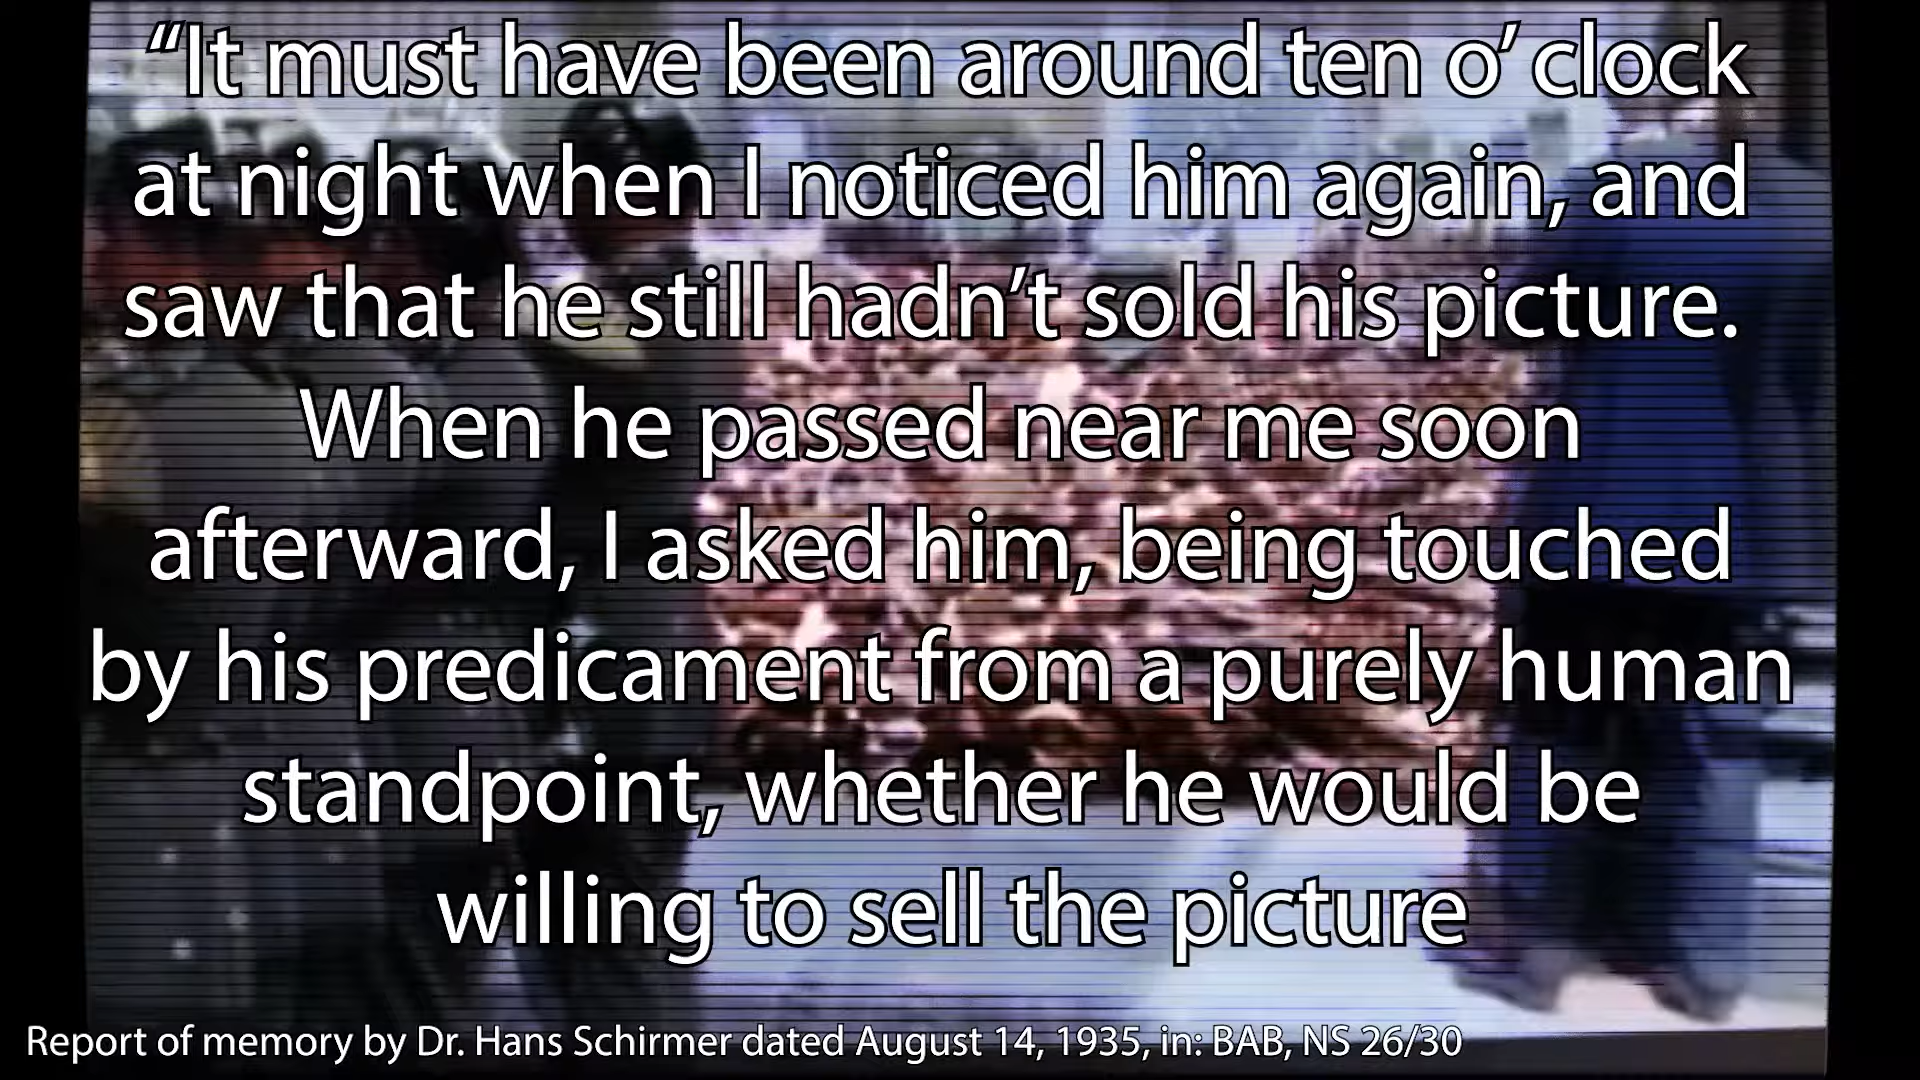 “It must have been around ten o’ clock
at night when I noticed him again, and
saw that he still hadn’t sold his picture.
When he passed near me soon
afterward, I asked him, being touched
by his predicament from a purely human
standpoint, whether he would be
willing to sell the picture
Report of memory by Dr. Hans Schirmer dated August 14, 1935, in: BAB, NS 26/30